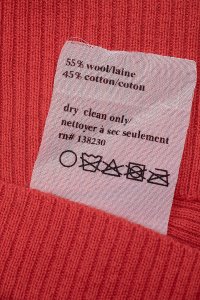 55% wool/laine
45% cotton/coton
dry clean only/
nettoyer à sec seulement
rn# 138230